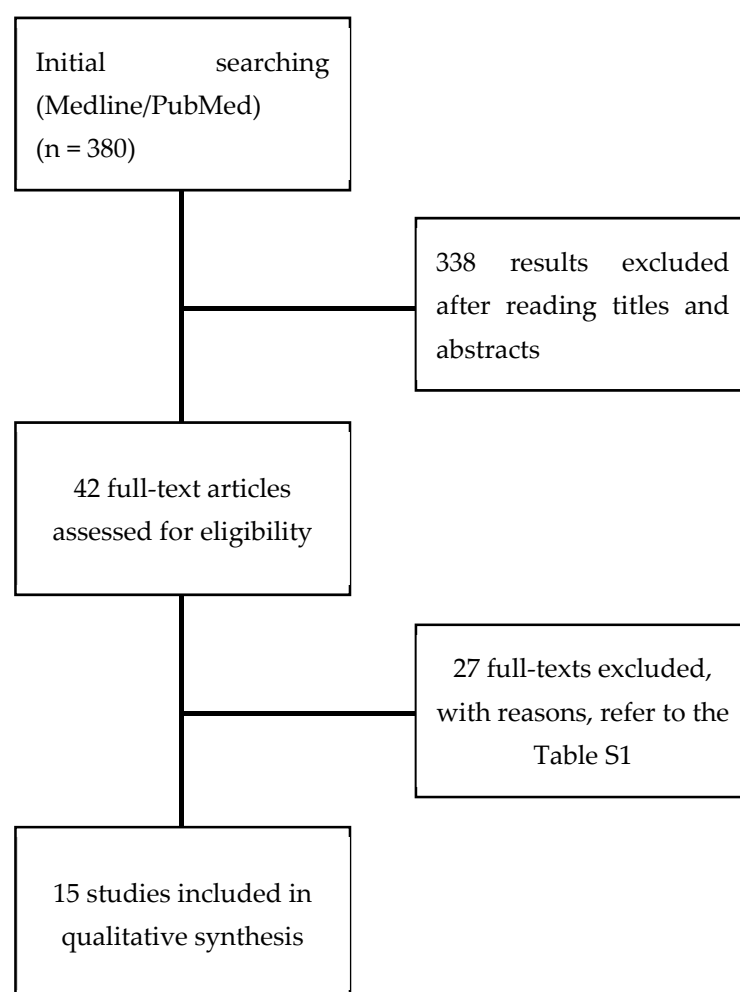 Initial searching
(Medline/PubMed)
(n = 380)
338 results excluded
after reading titles and
abstracts
42 full-text articles
assessed for eligibility
27 full-texts excluded,
with reasons, refer to the
Table S1
15 studies included in
qualitative synthesis